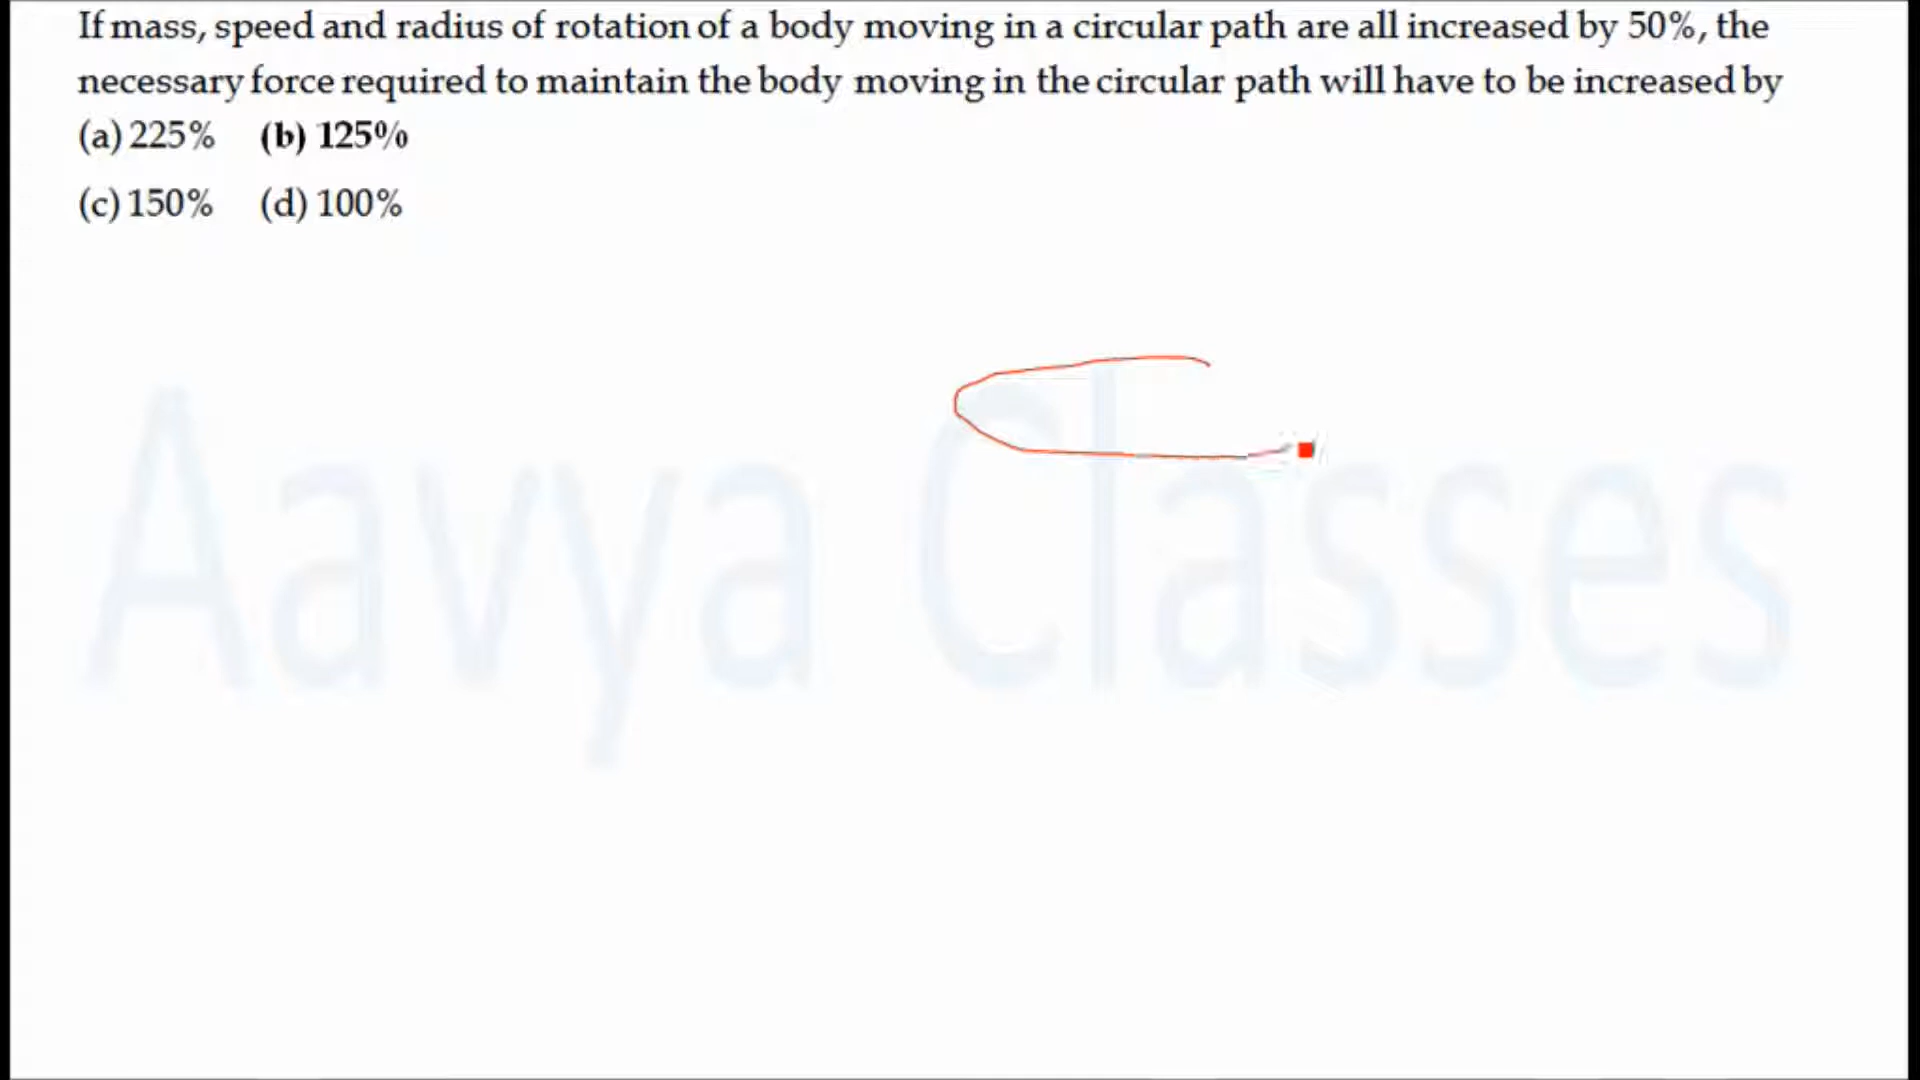 If mass, speed and radius of rotation of a body moving in a circular path are all increased by 50%, the
necessary force required to maintain the body moving in the circular path will have to be increased by
(a) 225% (b) 125%
(c) 150% (d) 100%
Aavya Classes